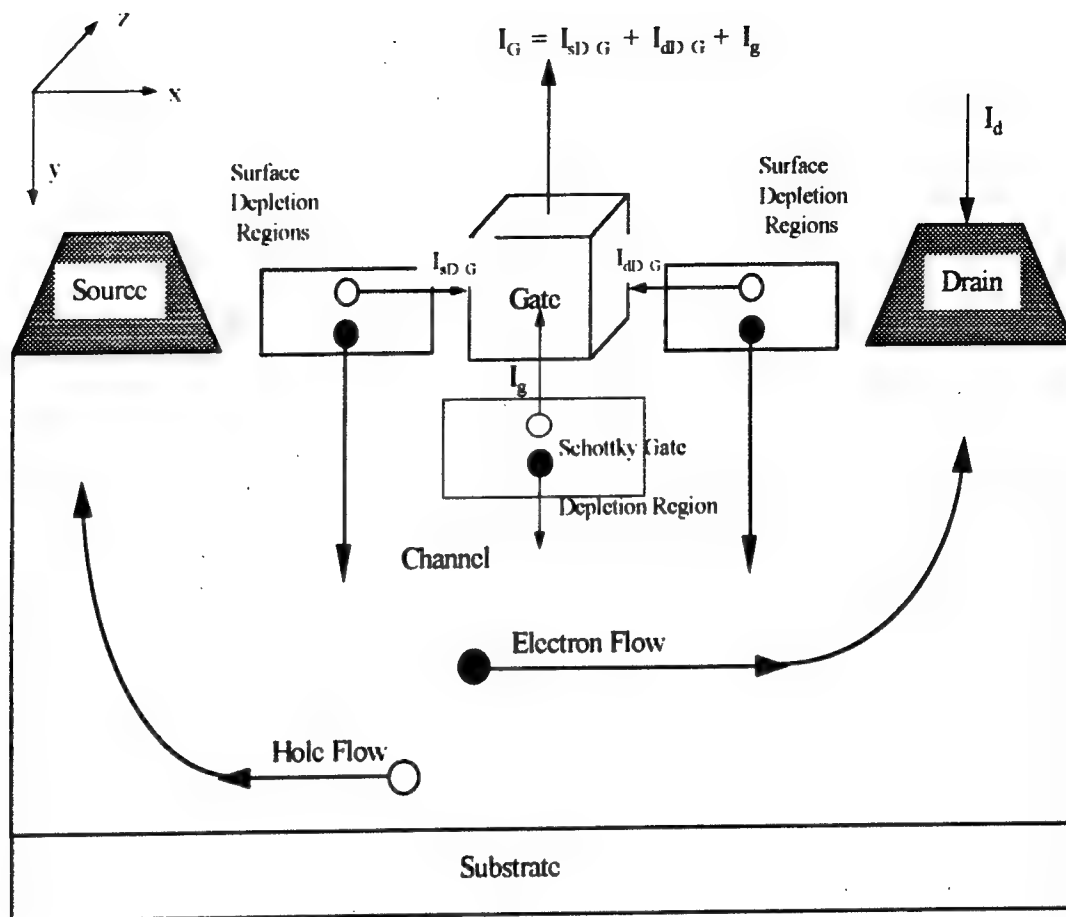 z
x
y
I_G = I_sD G + I_dD G + I_g
I_d
Surface
Depletion
Regions
Surface
Depletion
Regions
I_sD G
I_dD G
Source
Gate
Drain
I_g
Schottky Gate
Depletion Region
Channel
Electron Flow
Hole Flow
Substrate